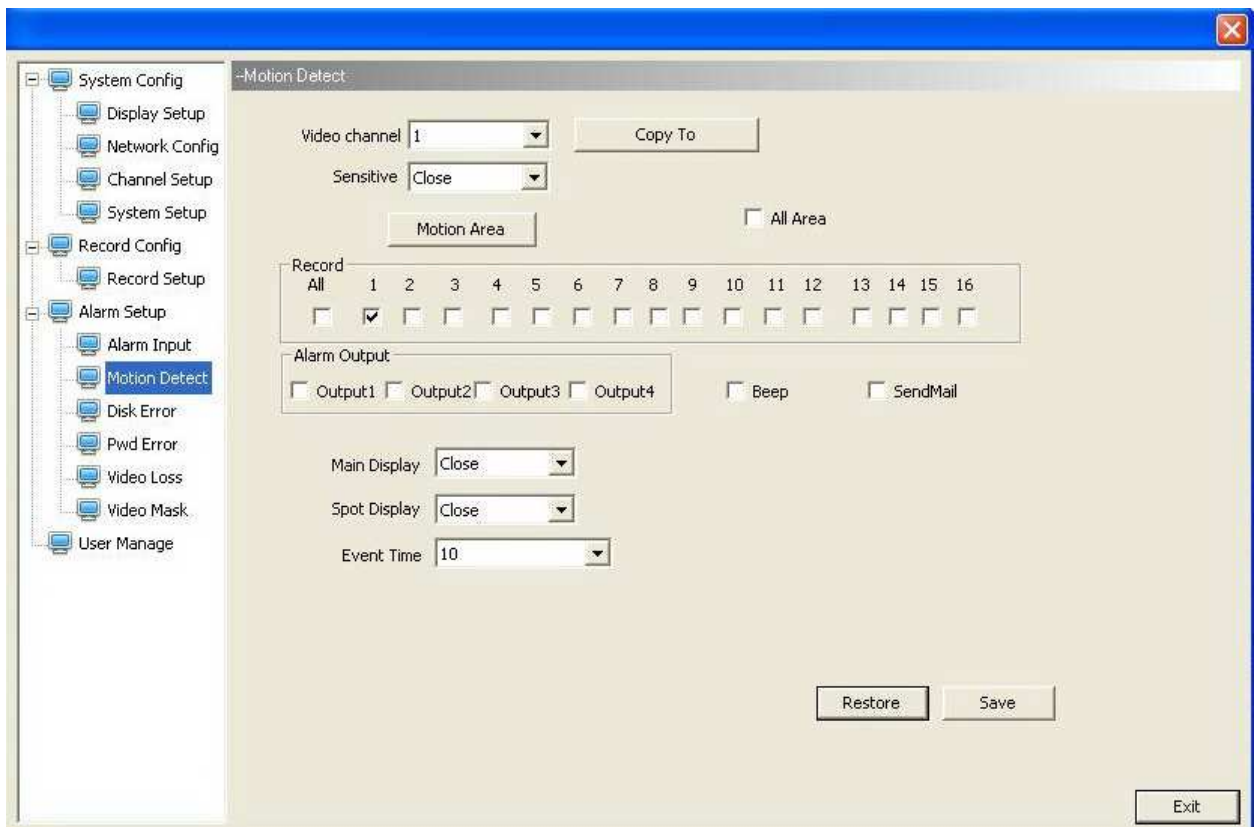 System Config
Display Setup
Network Config
Channel Setup
System Setup
Record Config
Record Setup
Alarm Setup
Alarm Input
Motion Detect
Disk Error
Pwd Error
Video Loss
Video Mask
User Manage
--Motion Detect
Video channel 1 Copy To
Sensitive Close
Motion Area All Area
Record
All 1 2 3 4 5 6 7 8 9 10 11 12 13 14 15 16
Alarm Output
Output1 Output2 Output3 Output4 Beep SendMail
Main Display Close
Spot Display Close
Event Time 10
Restore Save
Exit